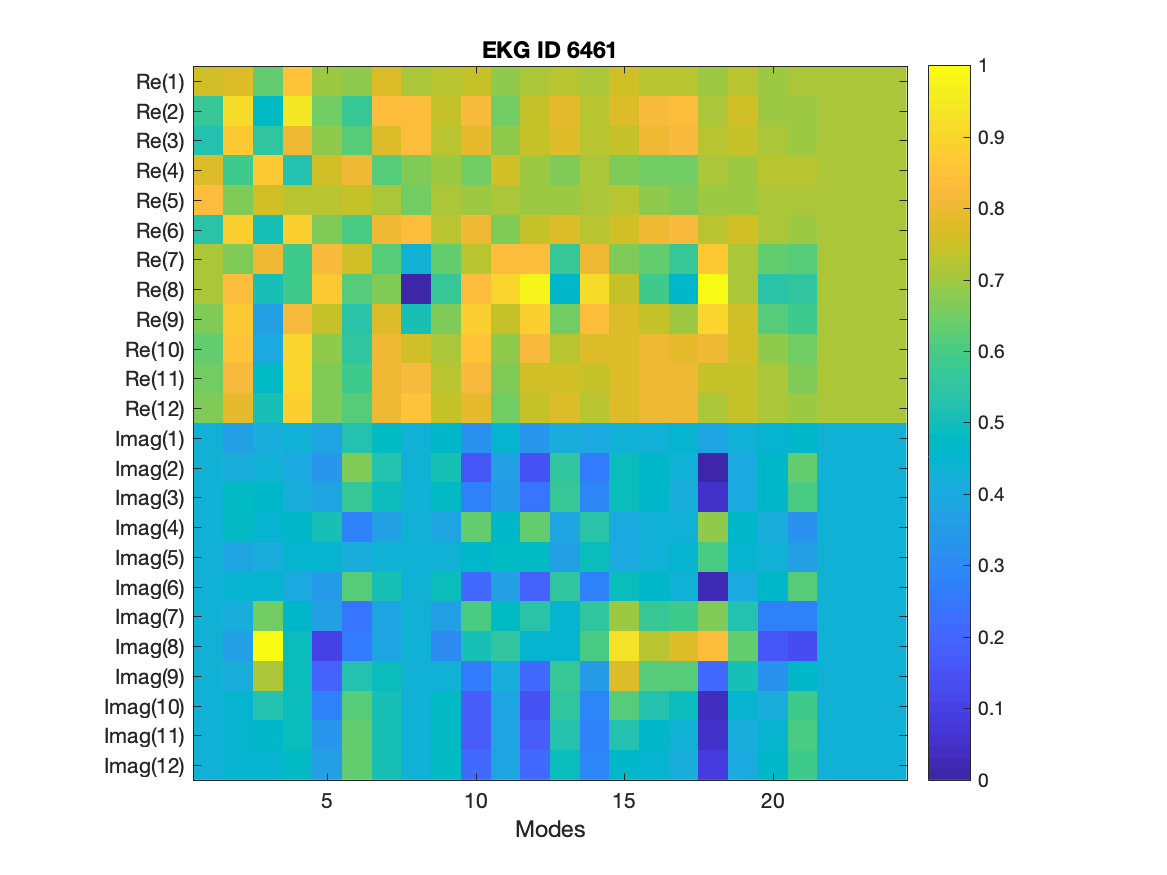 EKG ID 6461
Re(1)
Re(2)
Re(3)
Re(4)
Re(5)
Re(6)
Re(7)
Re(8)
Re(9)
Re(10)
Re(11)
Re(12)
Imag(1)
Imag(2)
Imag(3)
Imag(4)
Imag(5)
Imag(6)
Imag(7)
Imag(8)
Imag(9)
Imag(10)
Imag(11)
Imag(12)
5 10 15 20
Modes
1
0.9
0.8
0.7
0.6
0.5
0.4
0.3
0.2
0.1
0